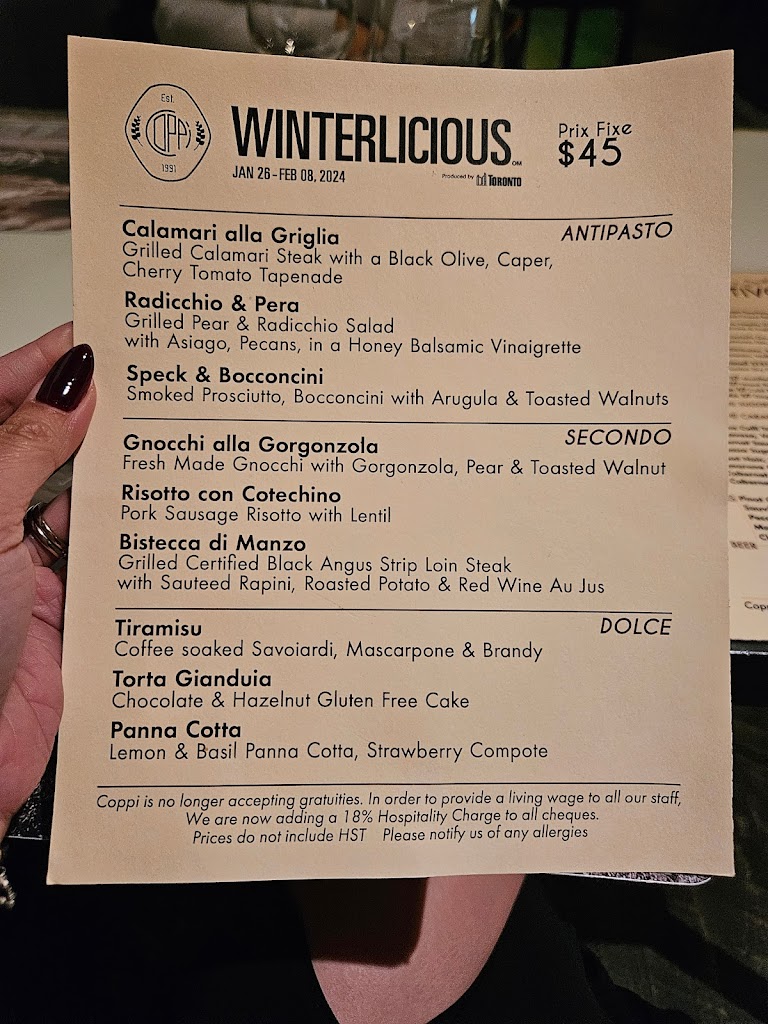 Est.
COPPI
1991
WINTERLICIOUS
JAN 26 - FEB 08, 2024
Produced by TORONTO
Prix Fixe
$45
ANTIPASTO
Calamari alla Griglia
Grilled Calamari Steak with a Black Olive, Caper,
Cherry Tomato Tapenade
Radicchio & Pera
Grilled Pear & Radicchio Salad
with Asiago, Pecans, in a Honey Balsamic Vinaigrette
Speck & Bocconcini
Smoked Prosciutto, Bocconcini with Arugula & Toasted Walnuts
SECONDO
Gnocchi alla Gorgonzola
Fresh Made Gnocchi with Gorgonzola, Pear & Toasted Walnut
Risotto con Cotechino
Pork Sausage Risotto with Lentil
Bistecca di Manzo
Grilled Certified Black Angus Strip Loin Steak
with Sauteed Rapini, Roasted Potato & Red Wine Au Jus
DOLCE
Tiramisu
Coffee soaked Savoiardi, Mascarpone & Brandy
Torta Gianduia
Chocolate & Hazelnut Gluten Free Cake
Panna Cotta
Lemon & Basil Panna Cotta, Strawberry Compote
Coppi is no longer accepting gratuities. In order to provide a living wage to all our staff,
We are now adding a 18% Hospitality Charge to all cheques.
Prices do not include HST Please notify us of any allergies
BEER